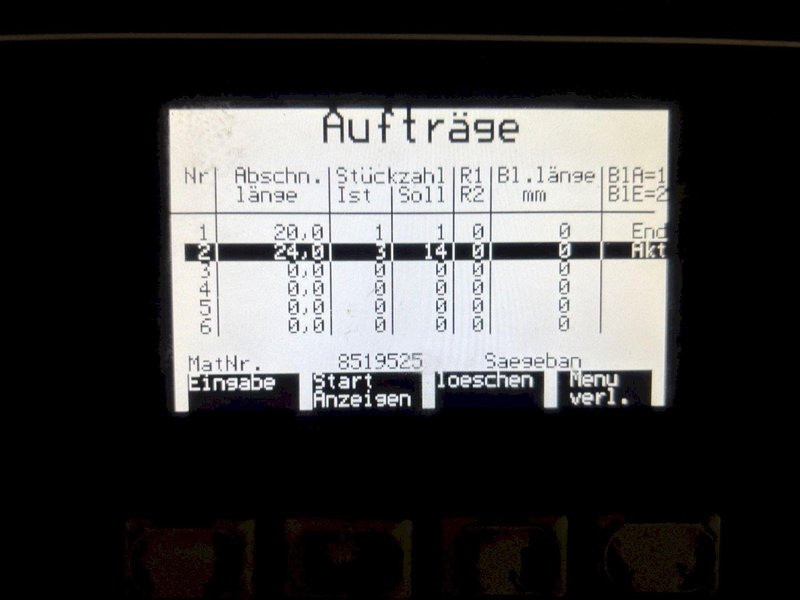 Aufträge
Nr Abschn. Stückzahl R1 Bl.länge BlA=1
länge Ist Soll R2 mm BlE=2
1 20,0 1 1 0 0 End
2 24,0 3 14 0 0 Akt
3 0,0 0 0 0 0
4 0,0 0 0 0 0
5 0,0 0 0 0 0
6 0,0 0 0 0 0
MatNr. 8519525 Saegeban
Eingabe Start loeschen Menu
Anzeigen verl.